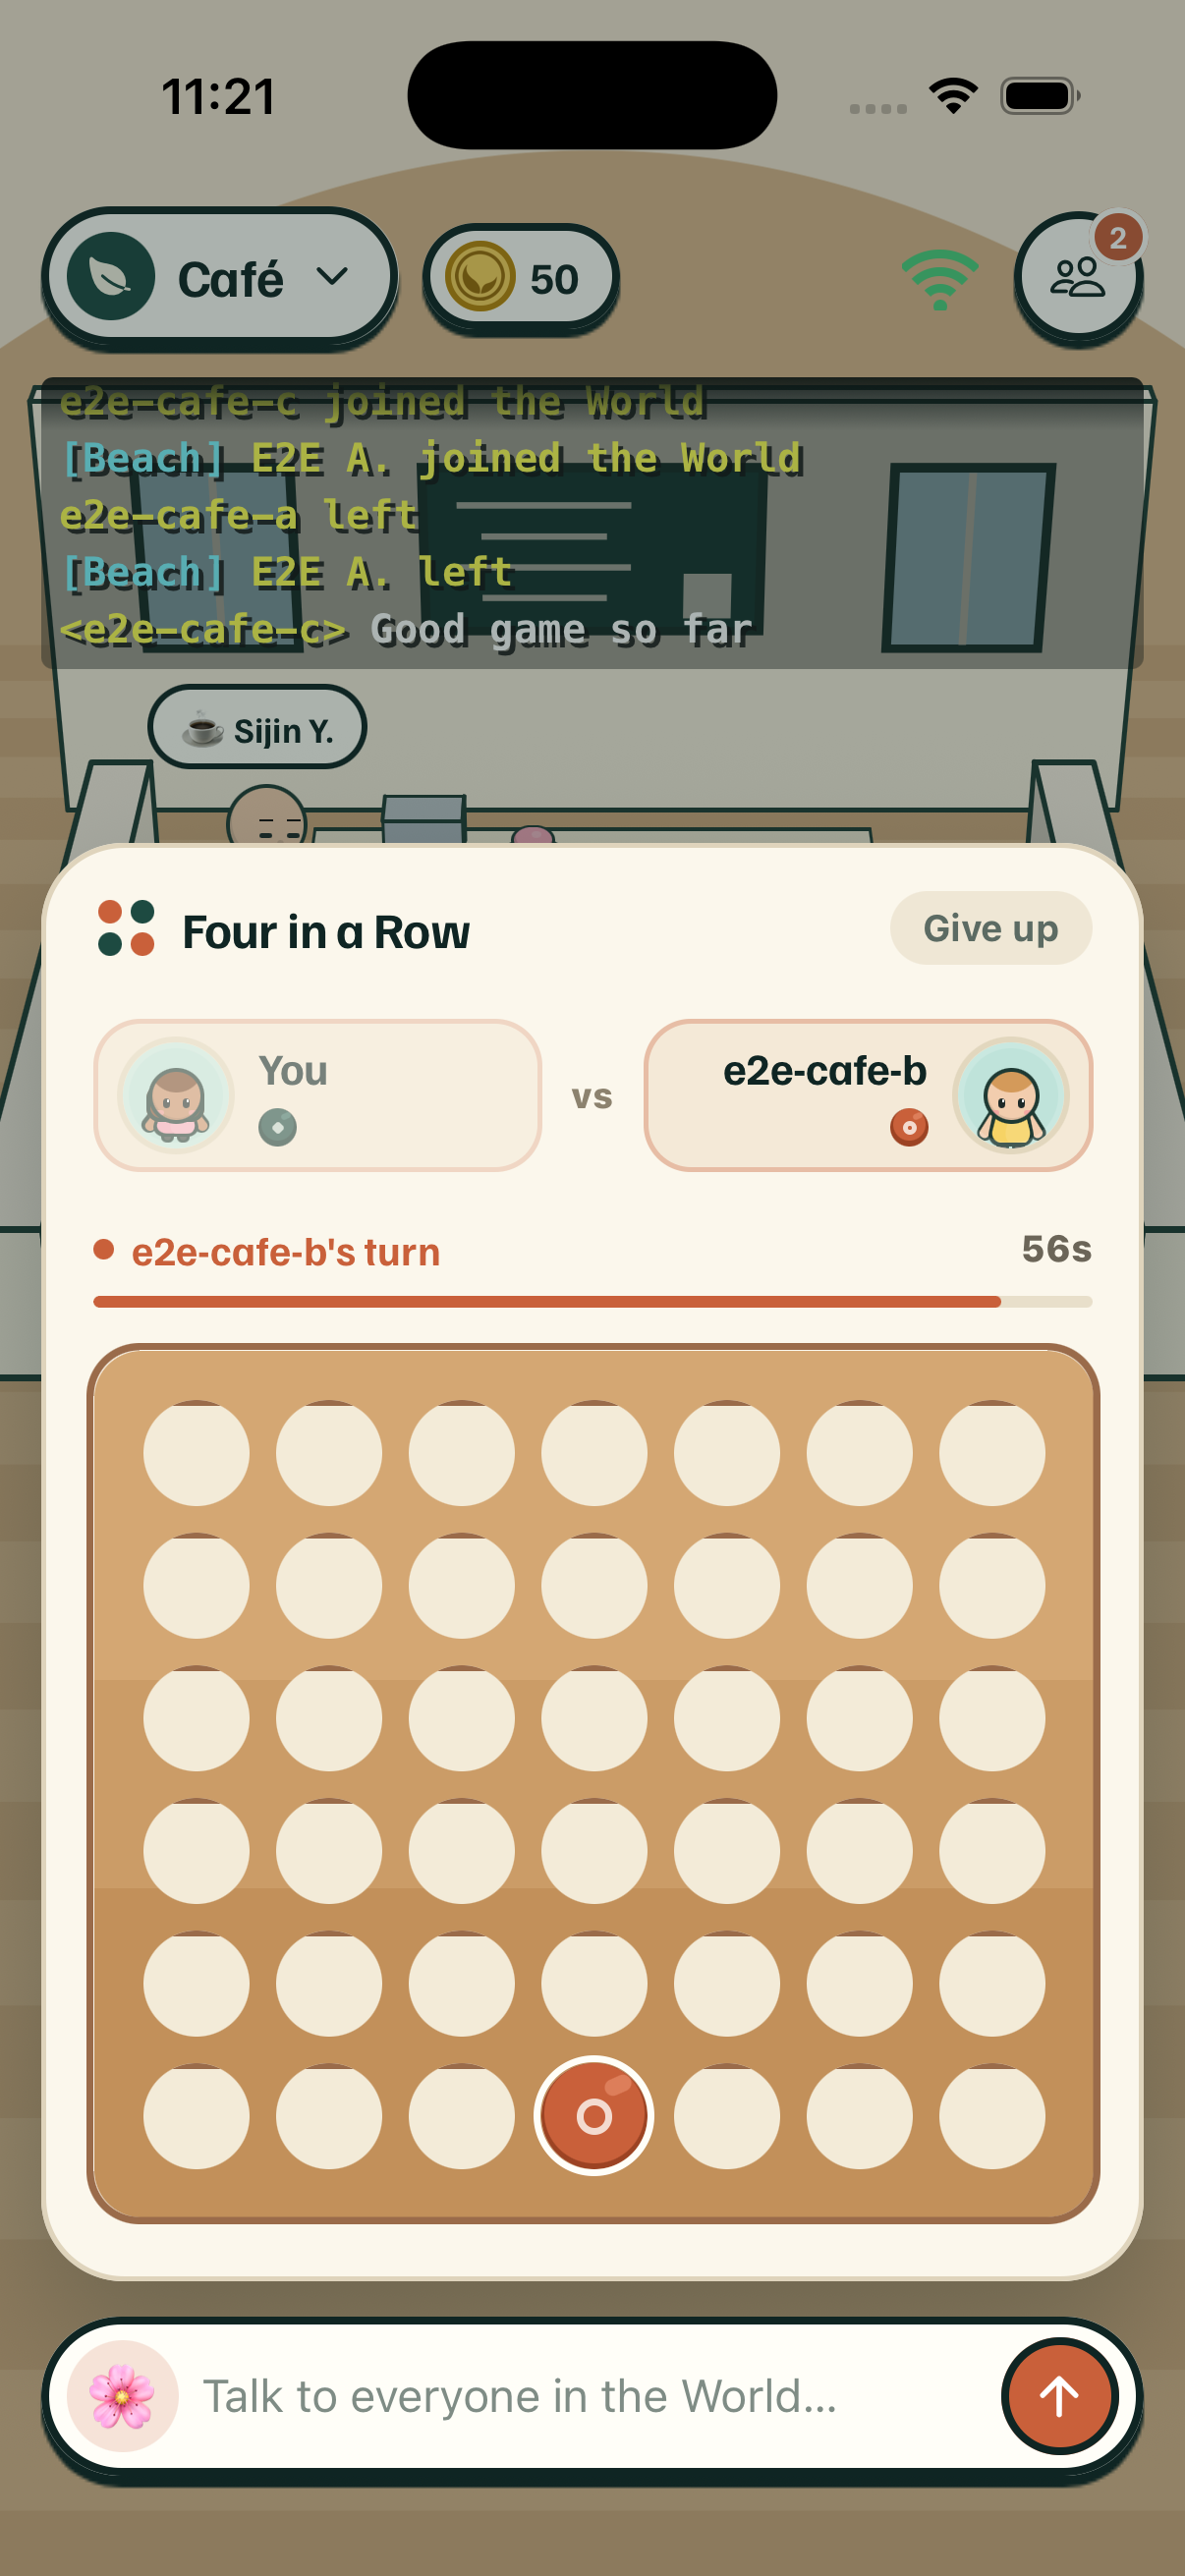 11:21
Café
50
2
e2e-cafe-c joined the World
[Beach] E2E A. joined the World
e2e-cafe-a left
[Beach] E2E A. left
<e2e-cafe-c> Good game so far
☕ Sijin Y.
Four in a Row
Give up
You
vs
e2e-cafe-b
e2e-cafe-b's turn
56s
Talk to everyone in the World...